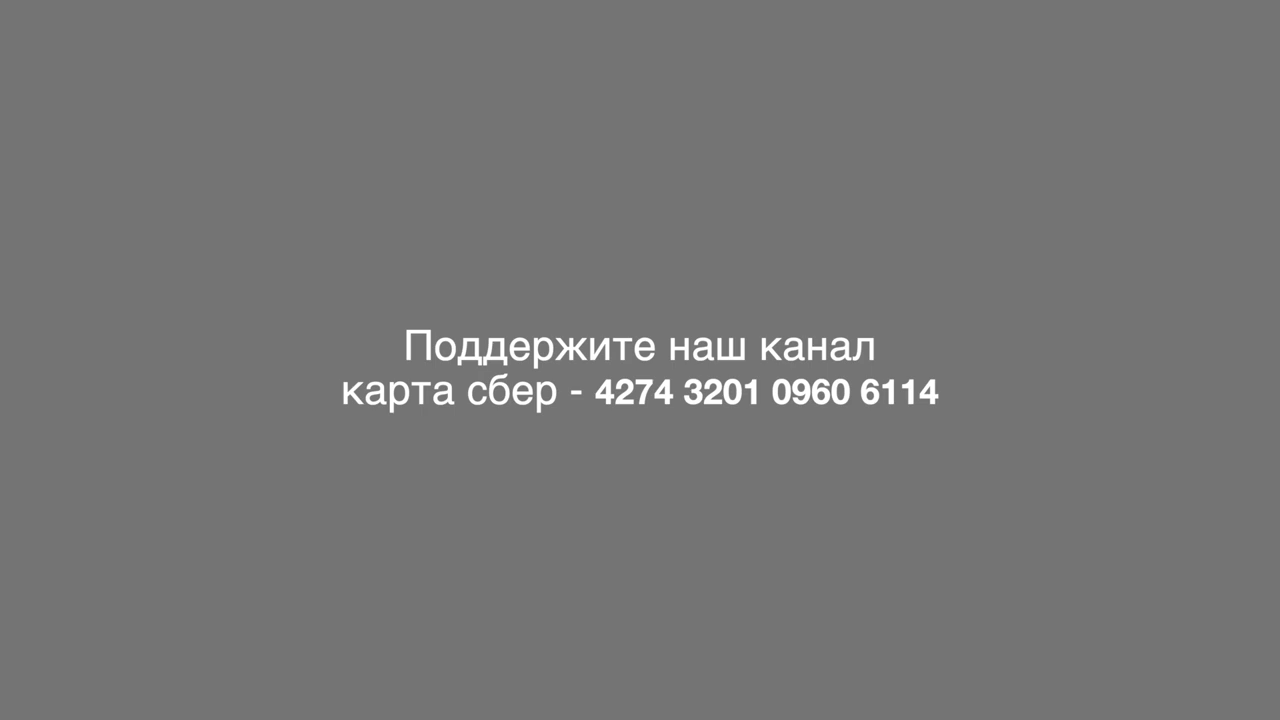 Поддержите наш канал
карта сбер - 4274 3201 0960 6114